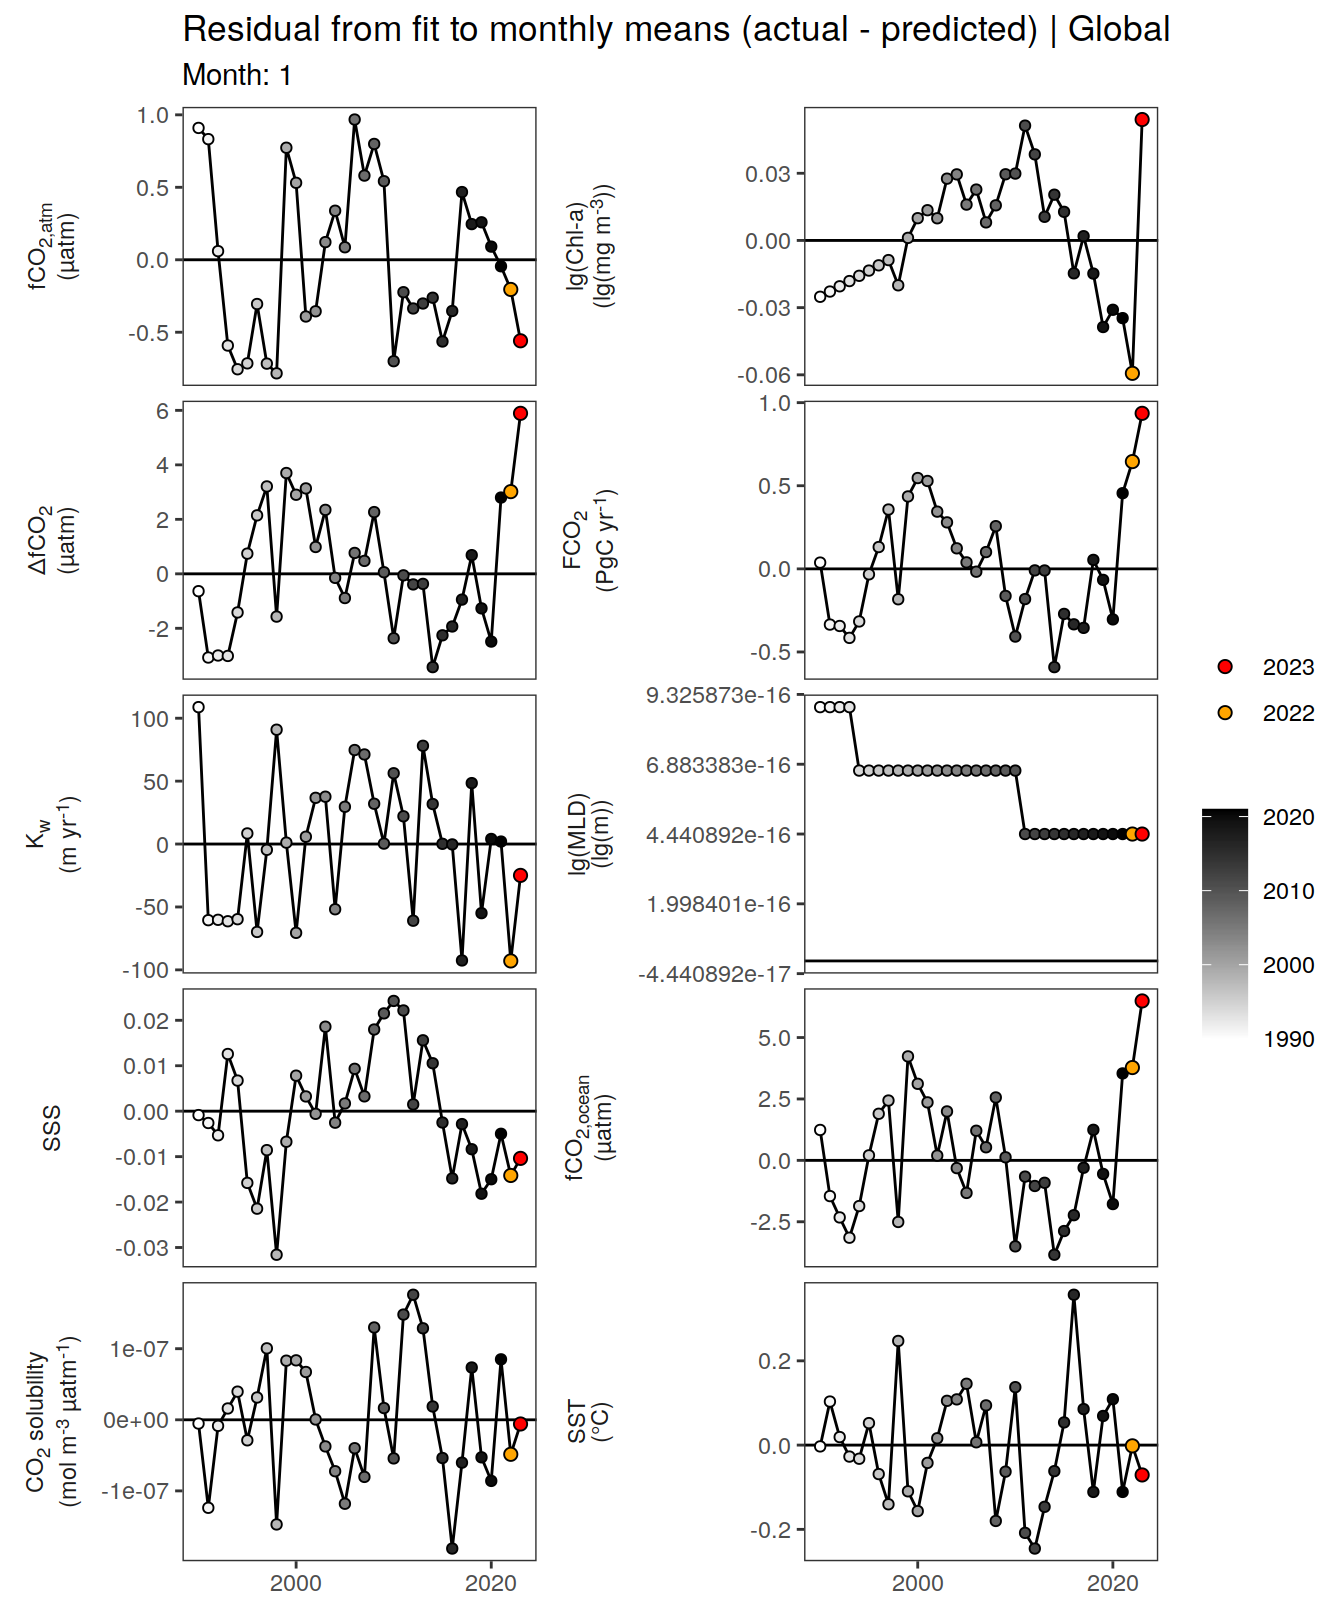 Residual from fit to monthly means (actual - predicted) | Global
Month: 1
fCO2,atm
(µatm)
1.0
0.5
0.0
-0.5
lg(Chl-a)
(lg(mg m-3))
0.03
0.00
-0.03
-0.06
ΔfCO2
(µatm)
6
4
2
0
-2
FCO2
(PgC yr-1)
1.0
0.5
0.0
-0.5
Kw
(m yr-1)
100
50
0
-50
-100
lg(MLD)
(lg(m))
9.325873e-16
6.883383e-16
4.440892e-16
1.998401e-16
-4.440892e-17
SSS
0.02
0.01
0.00
-0.01
-0.02
-0.03
fCO2,ocean
(µatm)
5.0
2.5
0.0
-2.5
CO2 solubility
(mol m-3 µatm-1)
1e-07
0e+00
-1e-07
2000
2020
SST
(°C)
0.2
0.0
-0.2
2000
2020
2023
2022
2020
2010
2000
1990